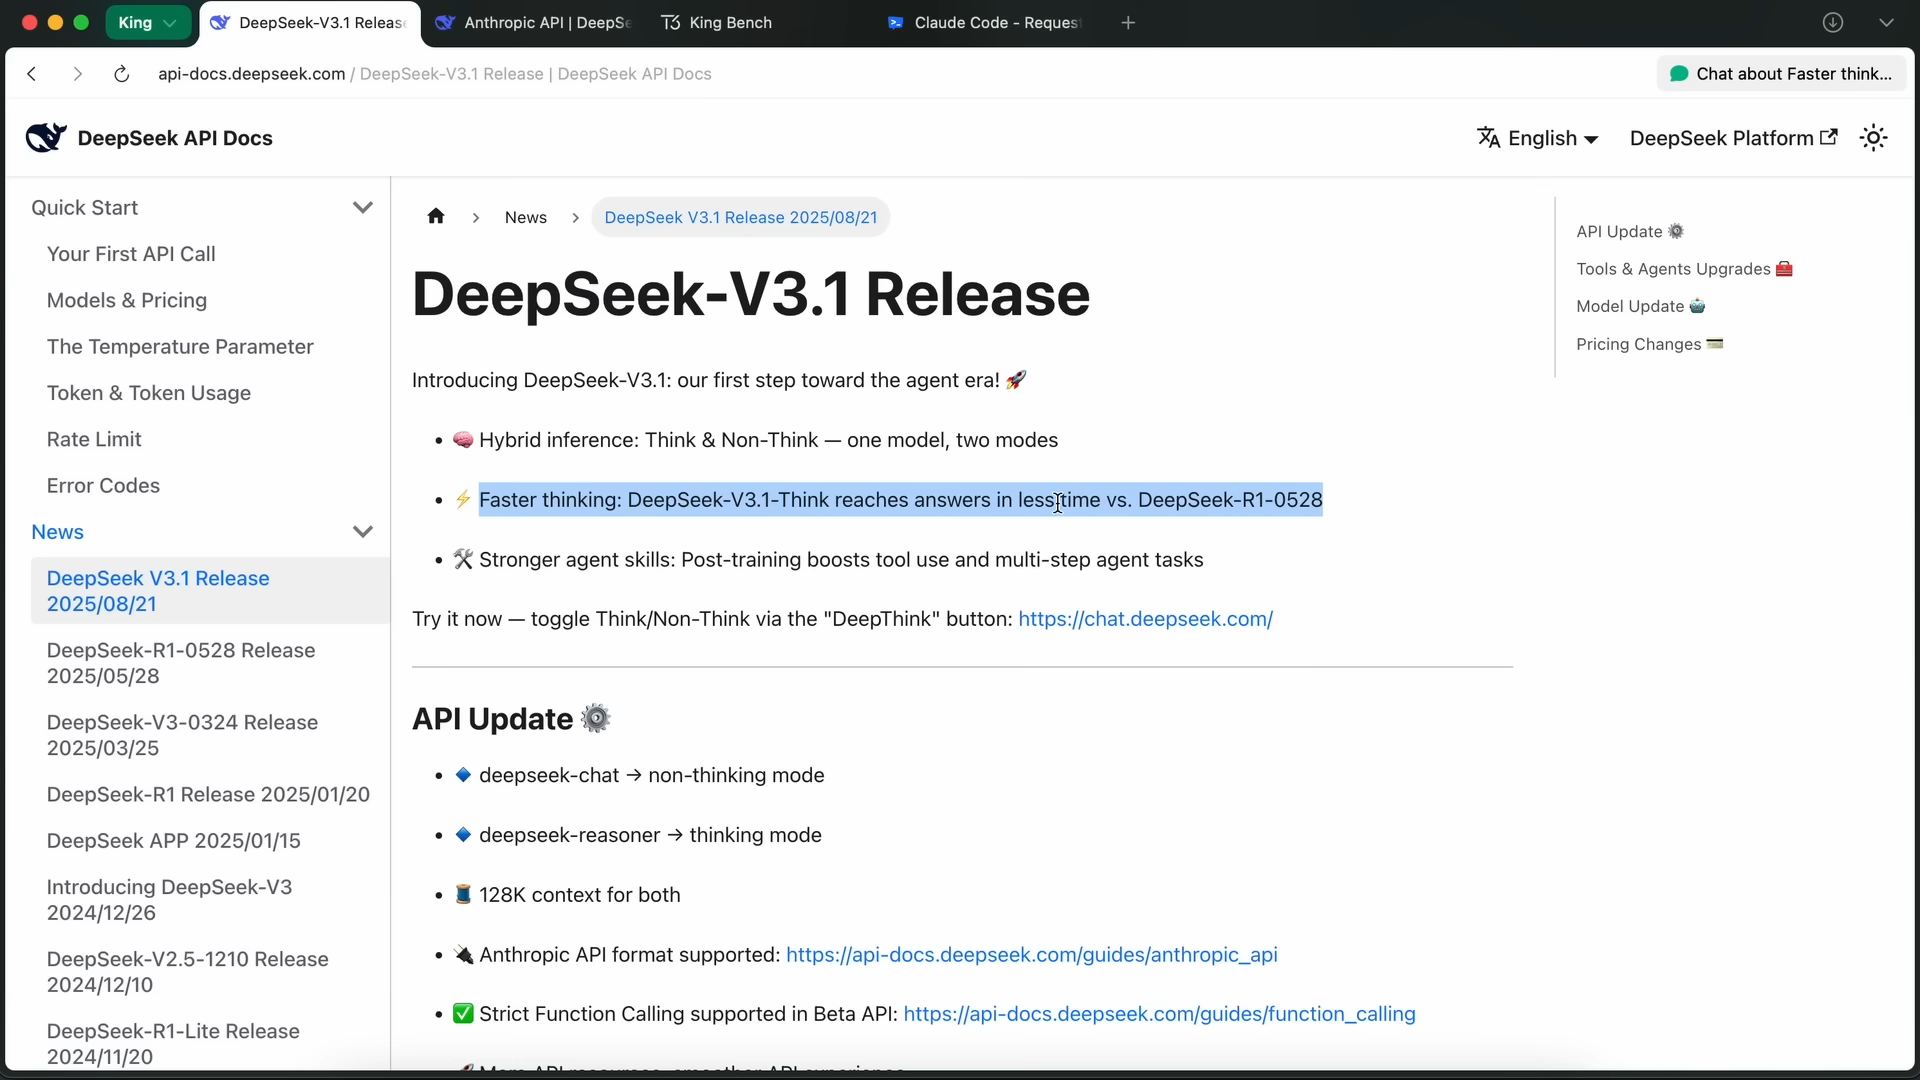 King
DeepSeek-V3.1 Releas
Anthropic API | DeepSe
King Bench
Claude Code - Reques
api-docs.deepseek.com / DeepSeek-V3.1 Release | DeepSeek API Docs
Chat about Faster think...
DeepSeek API Docs
English
DeepSeek Platform
Quick Start
Your First API Call
Models & Pricing
The Temperature Parameter
Token & Token Usage
Rate Limit
Error Codes
News
DeepSeek V3.1 Release
2025/08/21
DeepSeek-R1-0528 Release
2025/05/28
DeepSeek-V3-0324 Release
2025/03/25
DeepSeek-R1 Release 2025/01/20
DeepSeek APP 2025/01/15
Introducing DeepSeek-V3
2024/12/26
DeepSeek-V2.5-1210 Release
2024/12/10
DeepSeek-R1-Lite Release
2024/11/20
News
DeepSeek V3.1 Release 2025/08/21
DeepSeek-V3.1 Release
Introducing DeepSeek-V3.1: our first step toward the agent era! 🚀
• 🧠 Hybrid inference: Think & Non-Think — one model, two modes
• ⚡ Faster thinking: DeepSeek-V3.1-Think reaches answers in less time vs. DeepSeek-R1-0528
• 🛠️ Stronger agent skills: Post-training boosts tool use and multi-step agent tasks
Try it now — toggle Think/Non-Think via the "DeepThink" button: https://chat.deepseek.com/
API Update ⚙️
• 🔹 deepseek-chat → non-thinking mode
• 🔹 deepseek-reasoner → thinking mode
• 🧵 128K context for both
• 🔌 Anthropic API format supported: https://api-docs.deepseek.com/guides/anthropic_api
• ✅ Strict Function Calling supported in Beta API: https://api-docs.deepseek.com/guides/function_calling
🚀 More API resources, smoother API experience
API Update ⚙️
Tools & Agents Upgrades 🧰
Model Update 🤖
Pricing Changes 💳